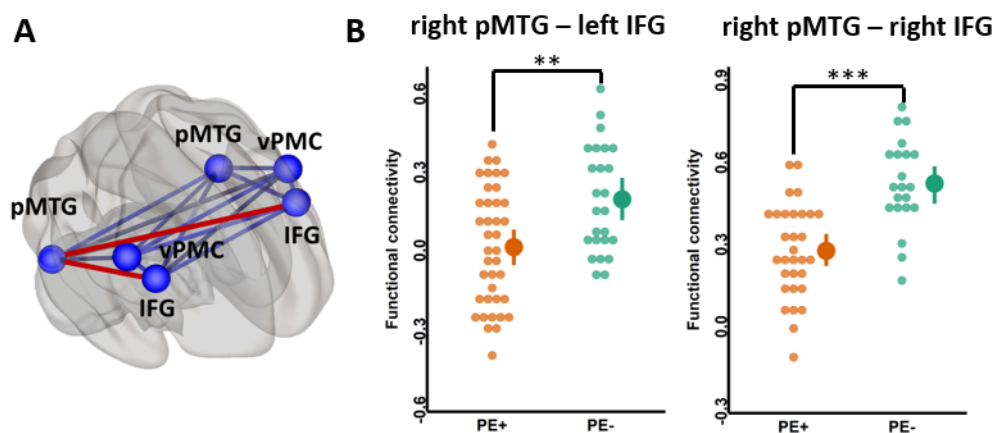 A
pMTG vPMC
pMTG
IFG
vPMC
IFG
B
right pMTG – left IFG
**
Functional connectivity
0.6
0.3
0.0
-0.3
-0.6
PE+ PE-
right pMTG – right IFG
***
Functional connectivity
0.9
0.6
0.3
0.0
-0.3
PE+ PE-